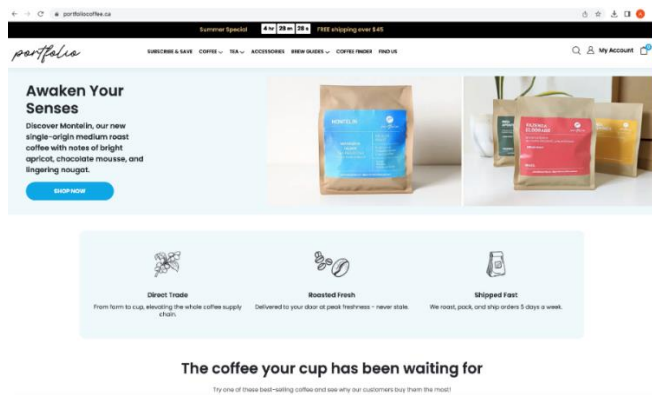 portfoliocoffee.ca
Summer Special 4 hr 29 m 28 s FREE shipping over $45
portfolio
SUBSCRIBE & SAVE COFFEE TEA ACCESSORIES BREW GUIDES COFFEE FINDER FIND US
My Account
Awaken Your
Senses
Discover Montelin, our new
single-origin medium roast
coffee with notes of bright
apricot, chocolate mousse, and
lingering nougat.
SHOP NOW
MONTELIN
Direct Trade
From farm to cup, elevating the whole coffee supply
chain.
Roasted Fresh
Delivered to your door at peak freshness - never stale.
Shipped Fast
We roast, pack, and ship orders 5 days a week.
The coffee your cup has been waiting for
Try one of these best-selling coffee and see why our customers buy them the most!